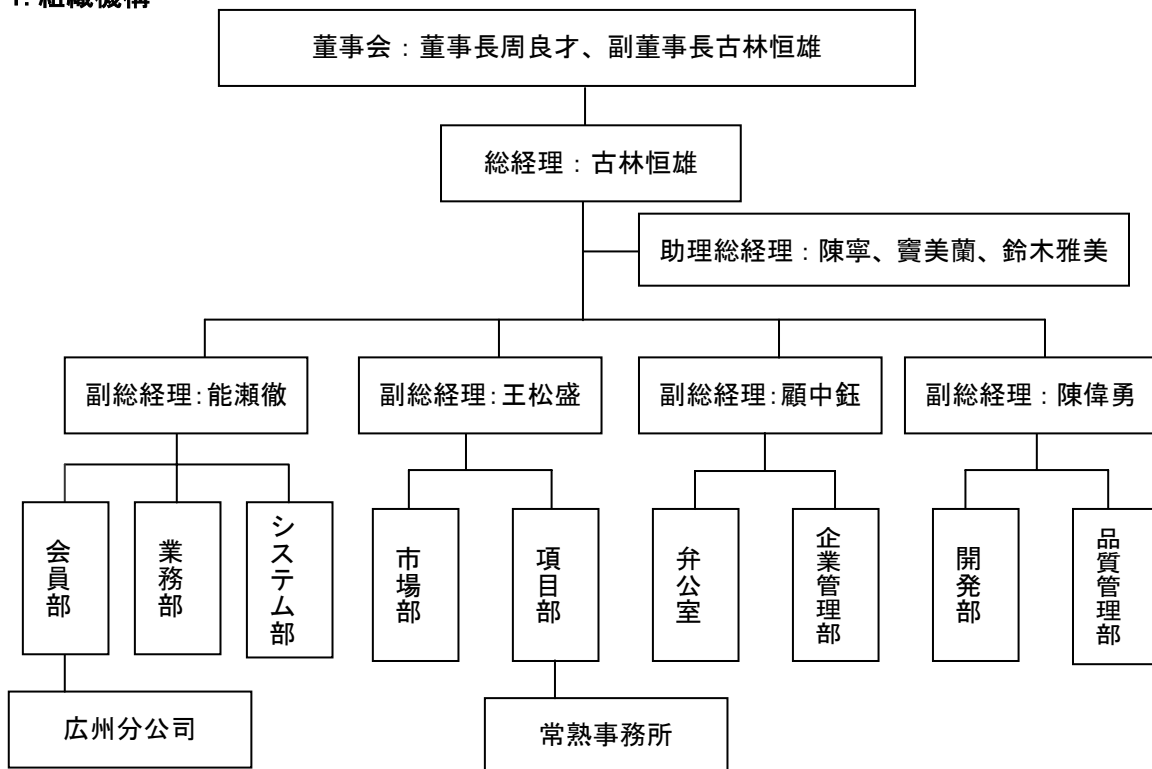 1. 組織機構
董事会：董事長周良才、副董事長古林恒雄
総経理：古林恒雄
助理総経理：陳寧、竇美蘭、鈴木雅美
副総経理：能瀬徹
副総経理：王松盛
副総経理：顧中鈺
副総経理：陳偉勇
会員部
業務部
システム部
市場部
項目部
弁公室
企業管理部
開発部
品質管理部
広州分公司
常熟事務所